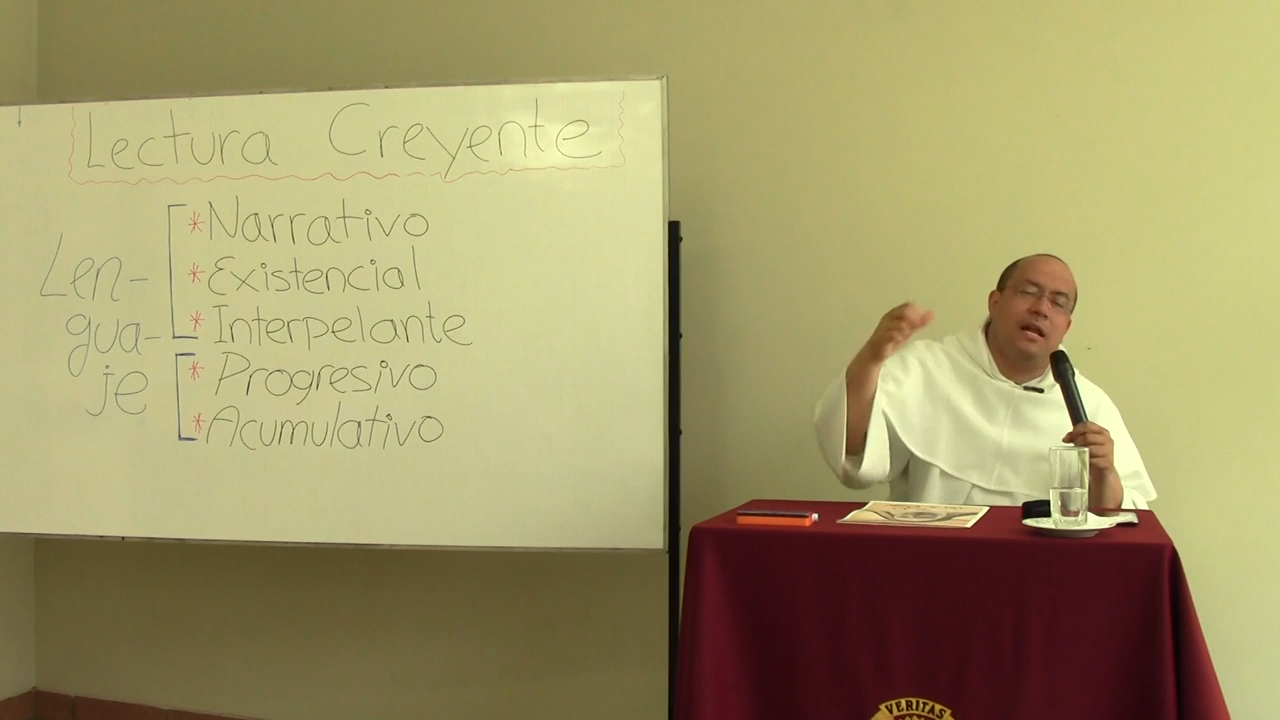 Lectura Creyente
* Narrativo
* Existencial
Len-
* Interpelante
gua-
* Progresivo
je
* Acumulativo
VERITAS